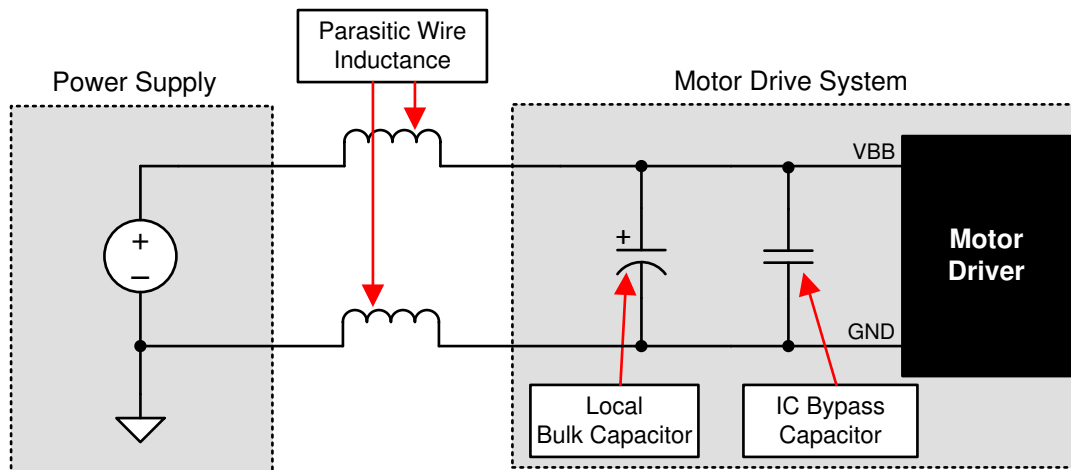 Parasitic Wire
Inductance
Power Supply
Motor Drive System
VBB
+
–
+
Motor
Driver
GND
Local
Bulk Capacitor
IC Bypass
Capacitor